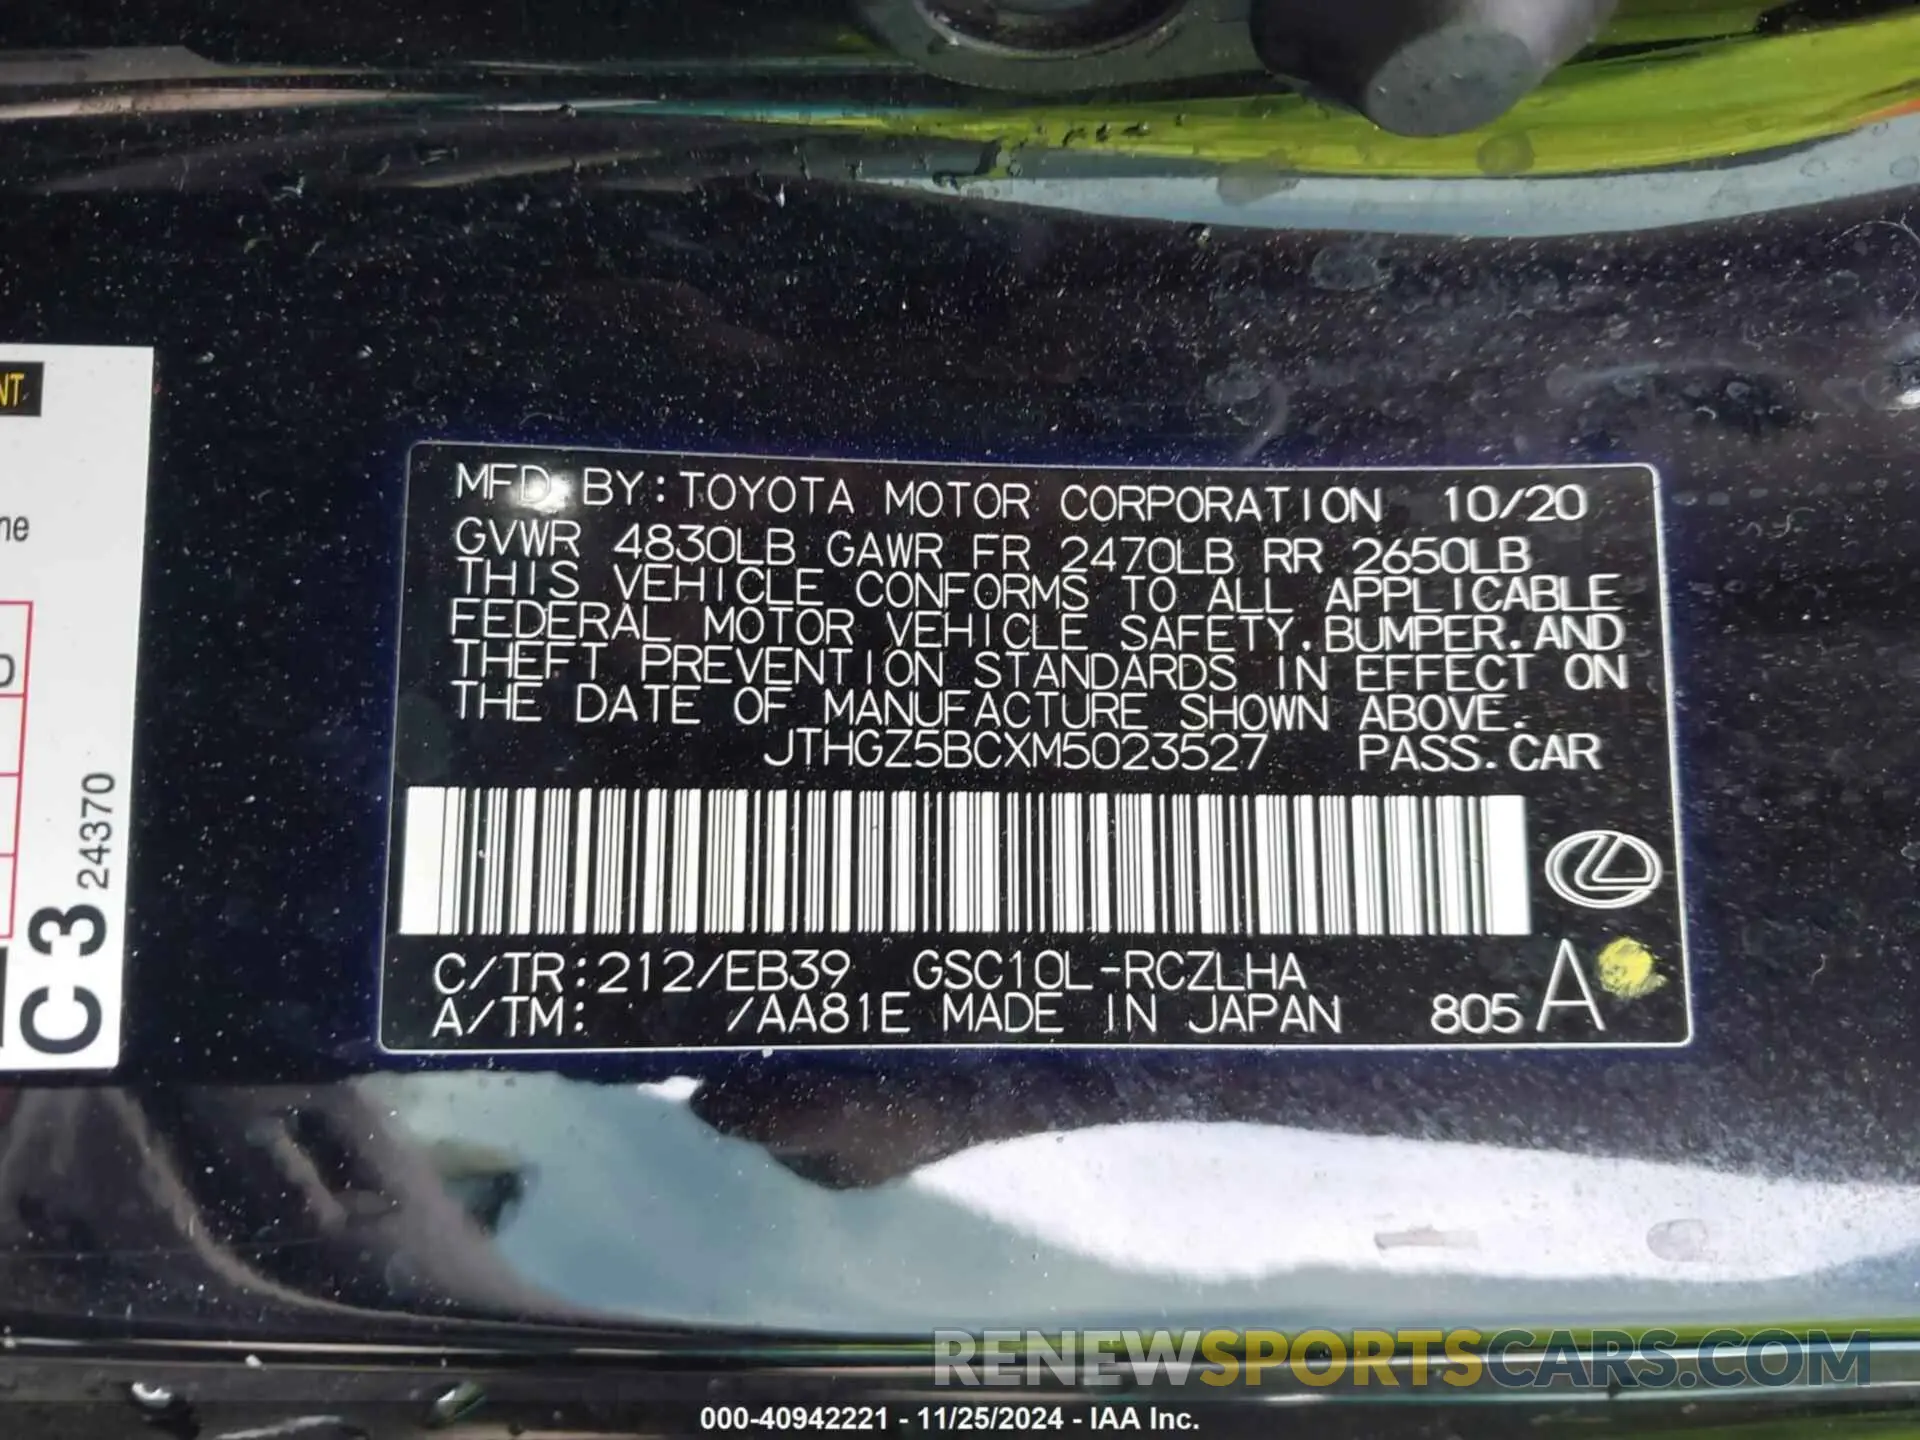 NT
ne
D
C3
24370
MFD BY:TOYOTA MOTOR CORPORATION 10/20
GVWR 4830LB GAWR FR 2470LB RR 2650LB
THIS VEHICLE CONFORMS TO ALL APPLICABLE
FEDERAL MOTOR VEHICLE SAFETY,BUMPER,AND
THEFT PREVENTION STANDARDS IN EFFECT ON
THE DATE OF MANUFACTURE SHOWN ABOVE.
JTHGZ5BCXM5023527 PASS.CAR
C/TR:212/EB39 GSC10L-RCZLHA
A/TM: /AA81E MADE IN JAPAN 805 A
RENEWSPORTSCARS.COM
000-40942221 - 11/25/2024 - IAA Inc.